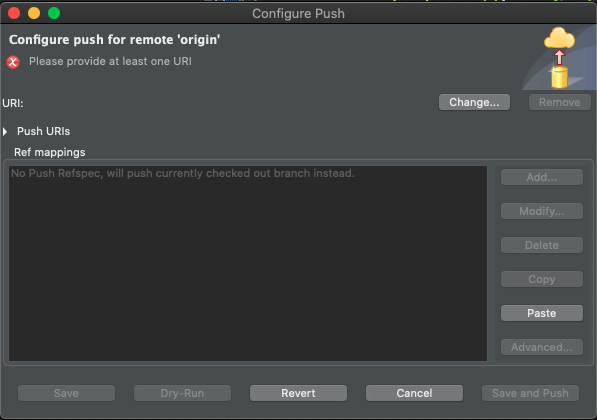 Configure Push
Configure push for remote 'origin'
Please provide at least one URI
URI:
Change...
Remove
Push URIs
Ref mappings
No Push Refspec, will push currently checked out branch instead.
Add...
Modify...
Delete
Copy
Paste
Advanced...
Save
Dry-Run
Revert
Cancel
Save and Push